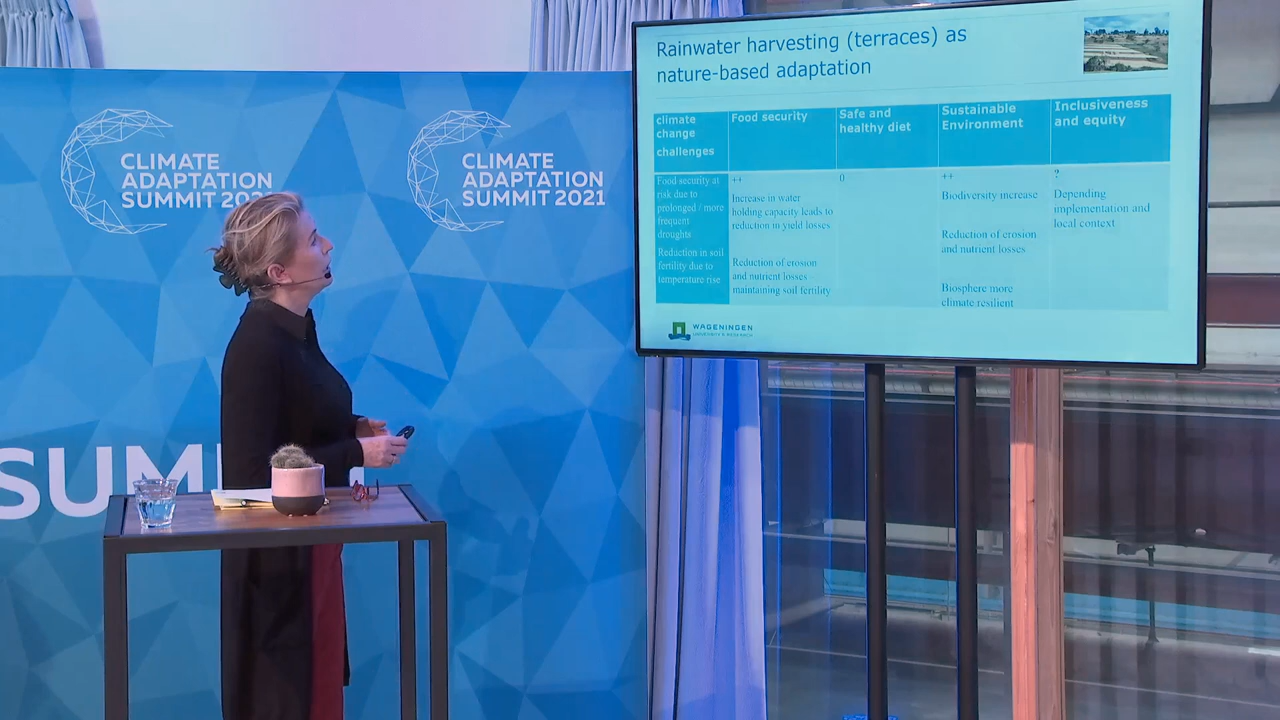 CLIMATE
ADAPTATION
SUMMIT 202
CLIMATE
ADAPTATION
SUMMIT 2021
SUM
Rainwater harvesting (terraces) as
nature-based adaptation
climate
change
challenges
Food security
Safe and
healthy diet
Sustainable
Environment
Inclusiveness
and equity
Food security at
risk due to
prolonged / more
frequent
droughts
Reduction in soil
fertility due to
temperature rise
++
Increase in water
holding capacity leads to
reduction in yield losses
Reduction of erosion
and nutrient losses –
maintaining soil fertility
0
++
Biodiversity increase
Reduction of erosion
and nutrient losses
Biosphere more
climate resilient
?
Depending
implementation and
local context
WAGENINGEN
UNIVERSITY & RESEARCH